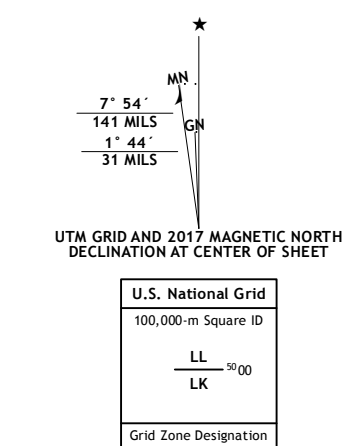 ★
MN
7° 54´
141 MILS
GN
1° 44´
31 MILS
UTM GRID AND 2017 MAGNETIC NORTH
DECLINATION AT CENTER OF SHEET
U.S. National Grid
100,000-m Square ID
LL
5000
LK
Grid Zone Designation